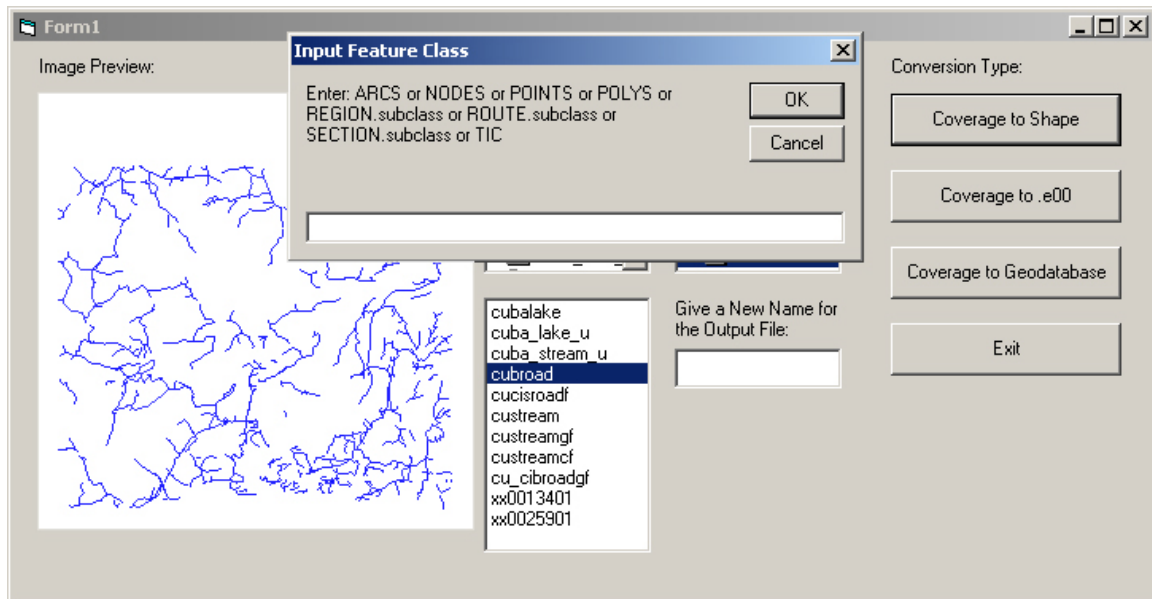 Form1
Image Preview:
Input Feature Class
Enter: ARCS or NODES or POINTS or POLYS or
REGION.subclass or ROUTE.subclass or
SECTION.subclass or TIC
OK
Cancel
cubalake
cuba_lake_u
cuba_stream_u
cubroad
cucisroadf
custream
custreamgf
custreamcf
cu_cibroadgf
xx0013401
xx0025901
Give a New Name for
the Output File:
Conversion Type:
Coverage to Shape
Coverage to .e00
Coverage to Geodatabase
Exit